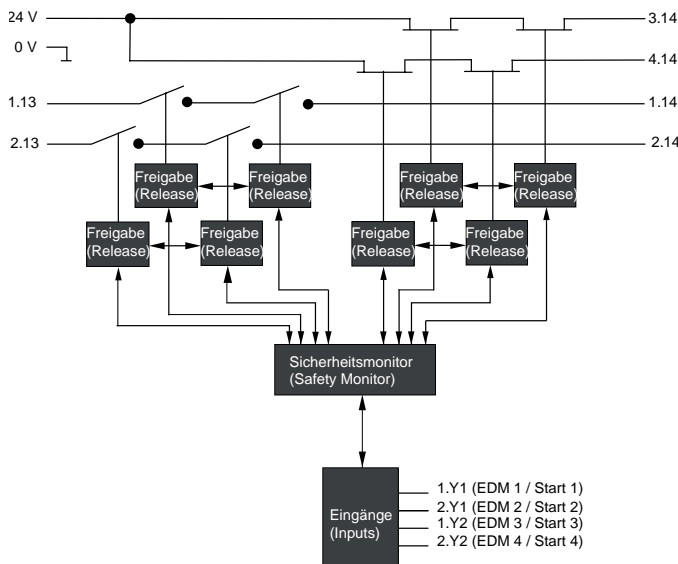 24 V
3.14
0 V
4.14
1.13
1.14
2.13
2.14
Freigabe
(Release)
Freigabe
(Release)
Freigabe
(Release)
Freigabe
(Release)
Freigabe
(Release)
Freigabe
(Release)
Freigabe
(Release)
Freigabe
(Release)
Sicherheitsmonitor
(Safety Monitor)
Eingänge
(Inputs)
1.Y1 (EDM 1 / Start 1)
2.Y1 (EDM 2 / Start 2)
1.Y2 (EDM 3 / Start 3)
2.Y2 (EDM 4 / Start 4)